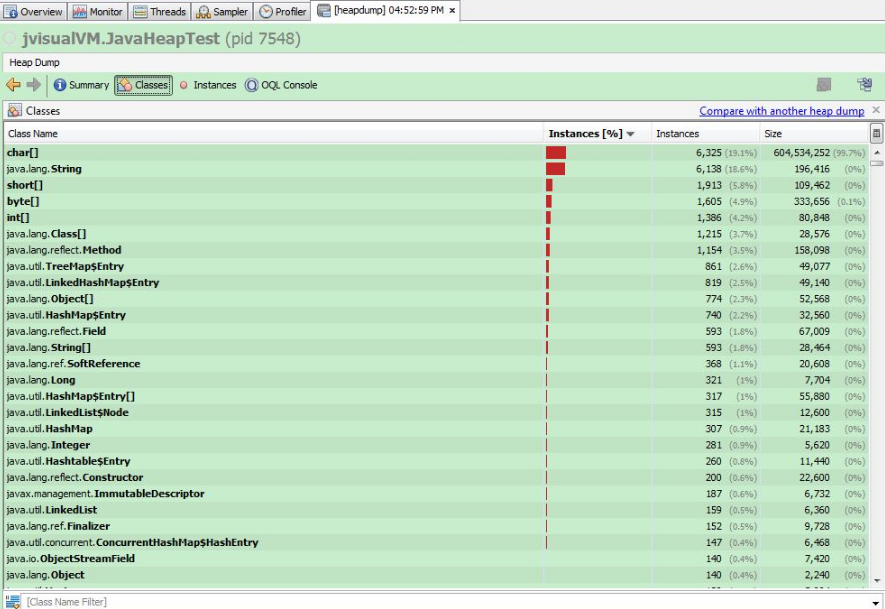 Overview Monitor Threads Sampler Profiler [heapdump] 04:52:59 PM ×
jvisualVM.JavaHeapTest (pid 7548)
Heap Dump
Summary Classes Instances OQL Console
Classes Compare with another heap dump ×
Class Name Instances [%] Instances Size
char[] 6,325 (19.1%) 604,534,252 (99.7%)
java.lang.String 6,138 (18.6%) 196,416 (0%)
short[] 1,913 (5.8%) 109,462 (0%)
byte[] 1,605 (4.9%) 333,656 (0.1%)
int[] 1,386 (4.2%) 80,848 (0%)
java.lang.Class[] 1,215 (3.7%) 28,576 (0%)
java.lang.reflect.Method 1,154 (3.5%) 158,098 (0%)
java.util.TreeMap$Entry 861 (2.6%) 49,077 (0%)
java.util.LinkedHashMap$Entry 819 (2.5%) 49,140 (0%)
java.lang.Object[] 774 (2.3%) 52,568 (0%)
java.util.HashMap$Entry 740 (2.2%) 32,560 (0%)
java.lang.reflect.Field 593 (1.8%) 67,009 (0%)
java.lang.String[] 593 (1.8%) 28,464 (0%)
java.lang.ref.SoftReference 368 (1.1%) 20,608 (0%)
java.lang.Long 321 (1%) 7,704 (0%)
java.util.HashMap$Entry[] 317 (1%) 55,880 (0%)
java.util.LinkedList$Node 315 (1%) 12,600 (0%)
java.util.HashMap 307 (0.9%) 21,183 (0%)
java.lang.Integer 281 (0.9%) 5,620 (0%)
java.util.Hashtable$Entry 260 (0.8%) 11,440 (0%)
java.lang.reflect.Constructor 200 (0.6%) 22,600 (0%)
javax.management.ImmutableDescriptor 187 (0.6%) 6,732 (0%)
java.util.LinkedList 159 (0.5%) 6,360 (0%)
java.lang.ref.Finalizer 152 (0.5%) 9,728 (0%)
java.util.concurrent.ConcurrentHashMap$HashEntry 147 (0.4%) 6,468 (0%)
java.io.ObjectStreamField 140 (0.4%) 7,420 (0%)
java.lang.Object 140 (0.4%) 2,240 (0%)
[Class Name Filter]